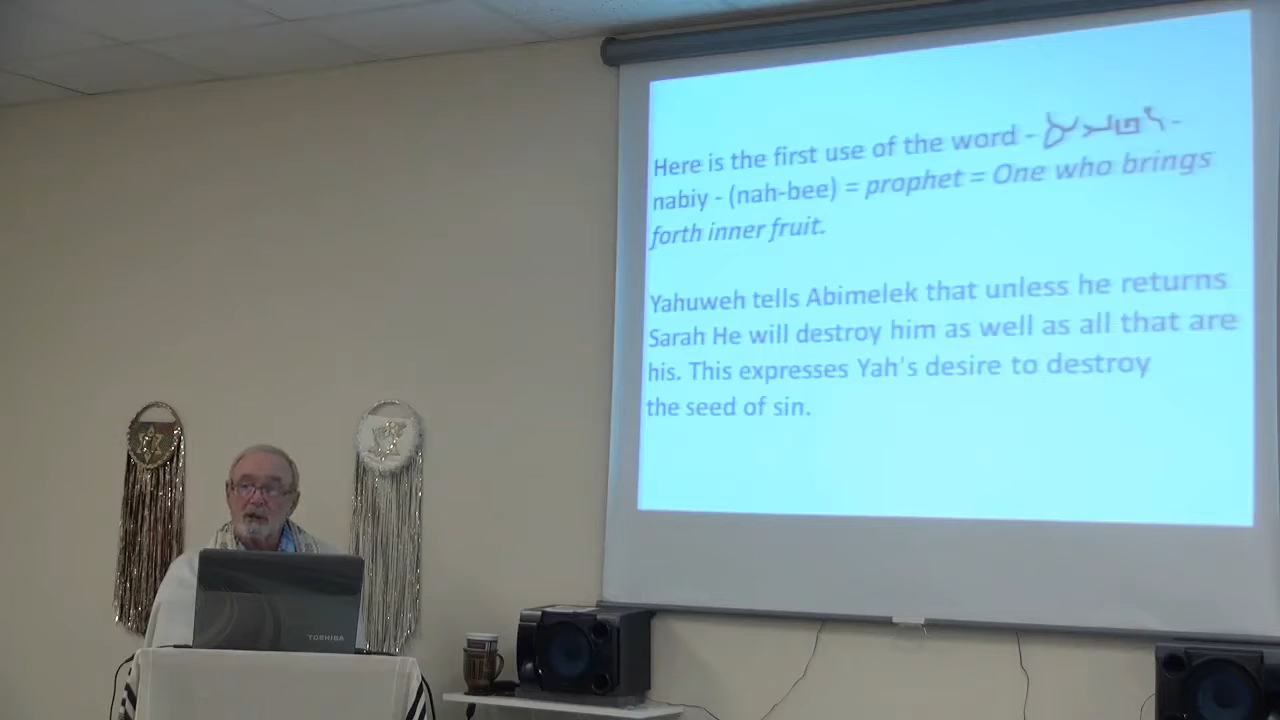 Here is the first use of the word - 𐤀𐤉𐤁𐤍 -
nabiy - (nah-bee) = prophet = One who brings
forth inner fruit.
Yahuweh tells Abimelek that unless he returns
Sarah He will destroy him as well as all that are
his. This expresses Yah's desire to destroy
the seed of sin.
TOSHIBA